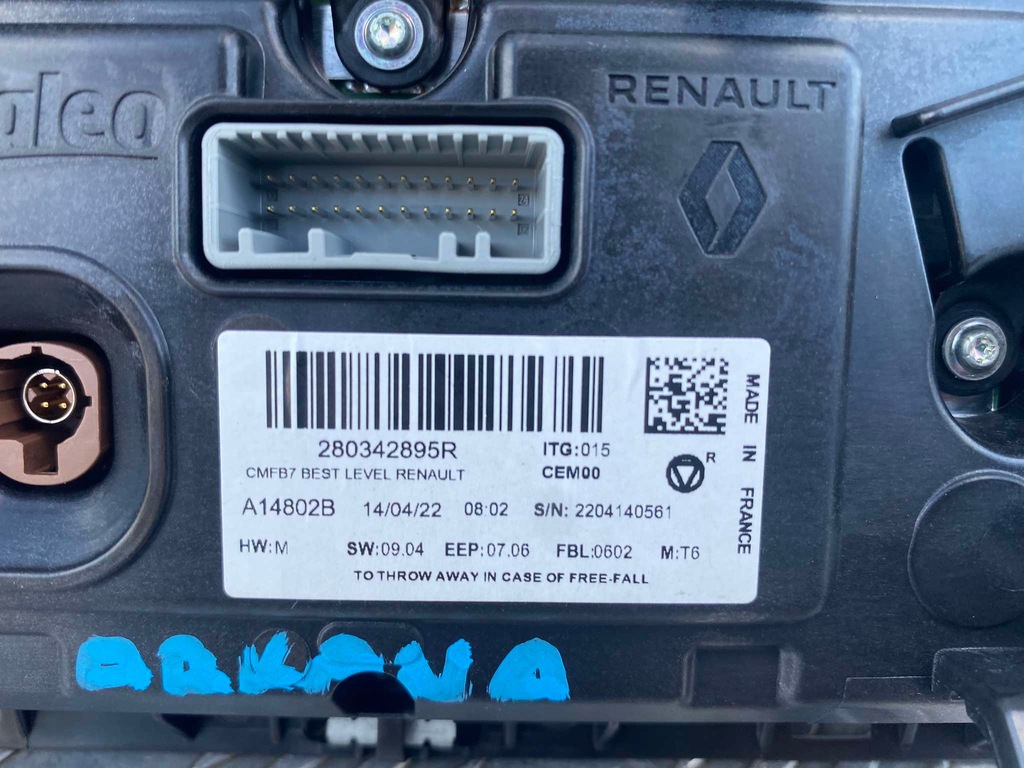 RENAULT
280342895R ITG:015
CMFB7 BEST LEVEL RENAULT CEM00
R
A14802B 14/04/22 08:02 S/N: 2204140561
HW:M SW:09.04 EEP:07.06 FBL:0602 M:T6
TO THROW AWAY IN CASE OF FREE-FALL
MADE IN FRANCE
ARKANA